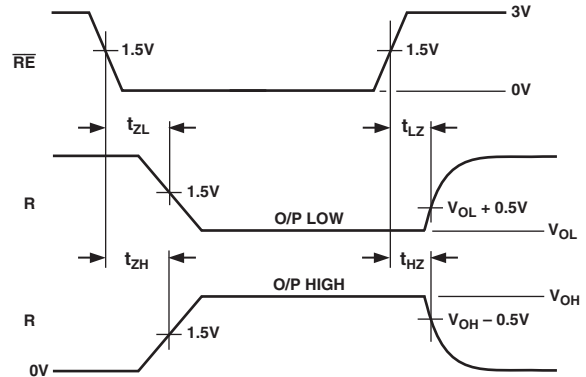 3V
RE
1.5V
1.5V
0V
tZL
tLZ
R
1.5V
O/P LOW
VOL + 0.5V
VOL
tZH
tHZ
O/P HIGH
VOH
R
1.5V
VOH – 0.5V
0V